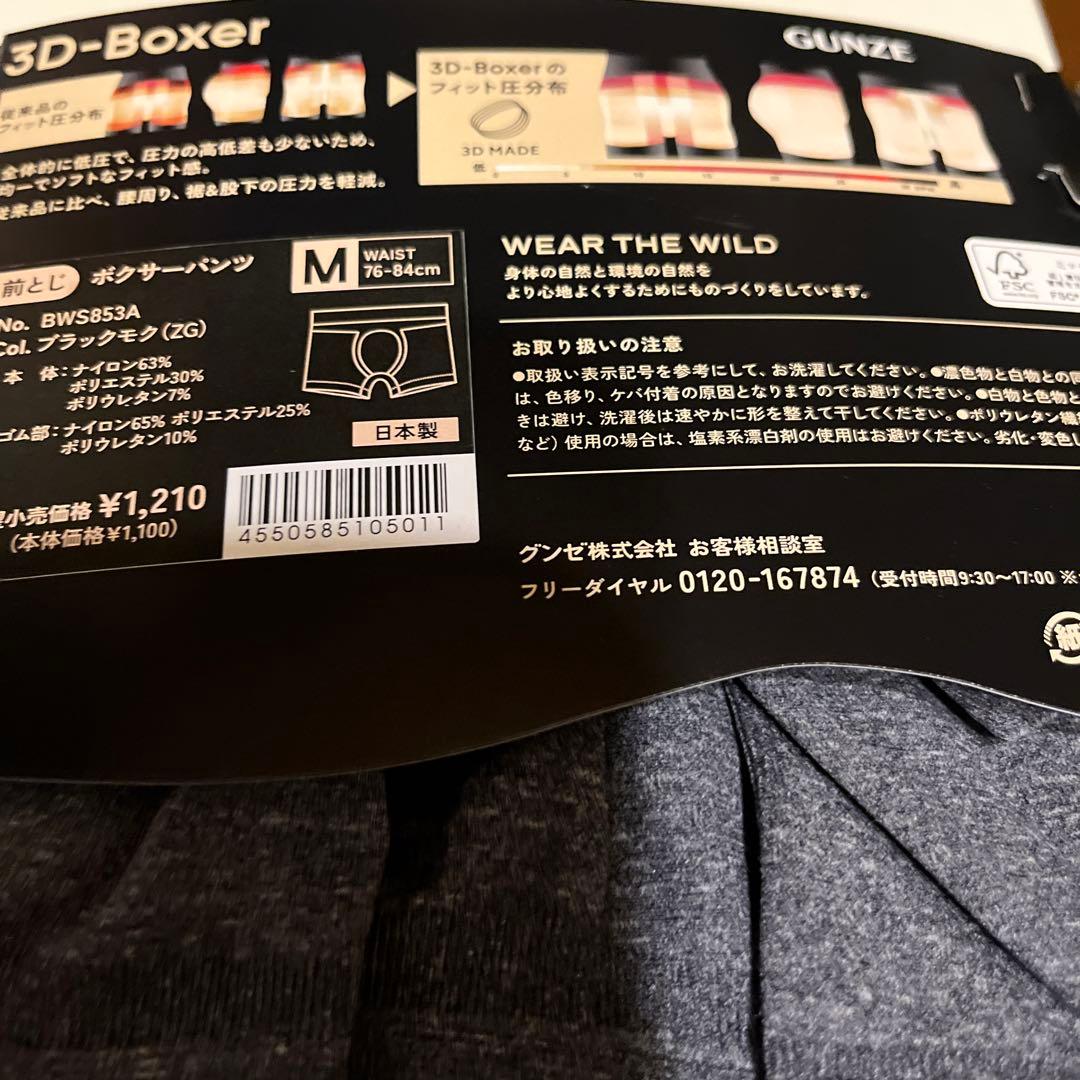 3D-Boxer
GUNZE
従来品の
フィット圧分布
3D-Boxerの
フィット圧分布
3D MADE
低
0 5 10 15 20 25
高
全体的に低圧で、圧力の高低差も少ないため、
均一でソフトなフィット感。
従来品に比べ、腰周り、裾&股下の圧力を軽減。
前とじ ボクサーパンツ
M WAIST
76-84cm
No. BWS853A
Col. ブラックモク(ZG)
本 体:ナイロン63%
ポリエステル30%
ポリウレタン7%
ゴム部:ナイロン65% ポリエステル25%
ポリウレタン10%
日本製
小売価格 ¥1,210
(本体価格¥1,100)
4550585105011
WEAR THE WILD
身体の自然と環境の自然を
より心地よくするためにものづくりをしています。
FSC
FSC®
お取り扱いの注意
●取扱い表示記号を参考にして、お洗濯してください。●濃色物と白物との同
は、色移り、ケバ付着の原因となりますのでお避けください。●白物と色物と
きは避け、洗濯後は速やかに形を整えて干してください。●ポリウレタン繊
など)使用の場合は、塩素系漂白剤の使用はお避けください。劣化・変色し
グンゼ株式会社 お客様相談室
フリーダイヤル 0120-167874 (受付時間9:30〜17:00 ※
紙